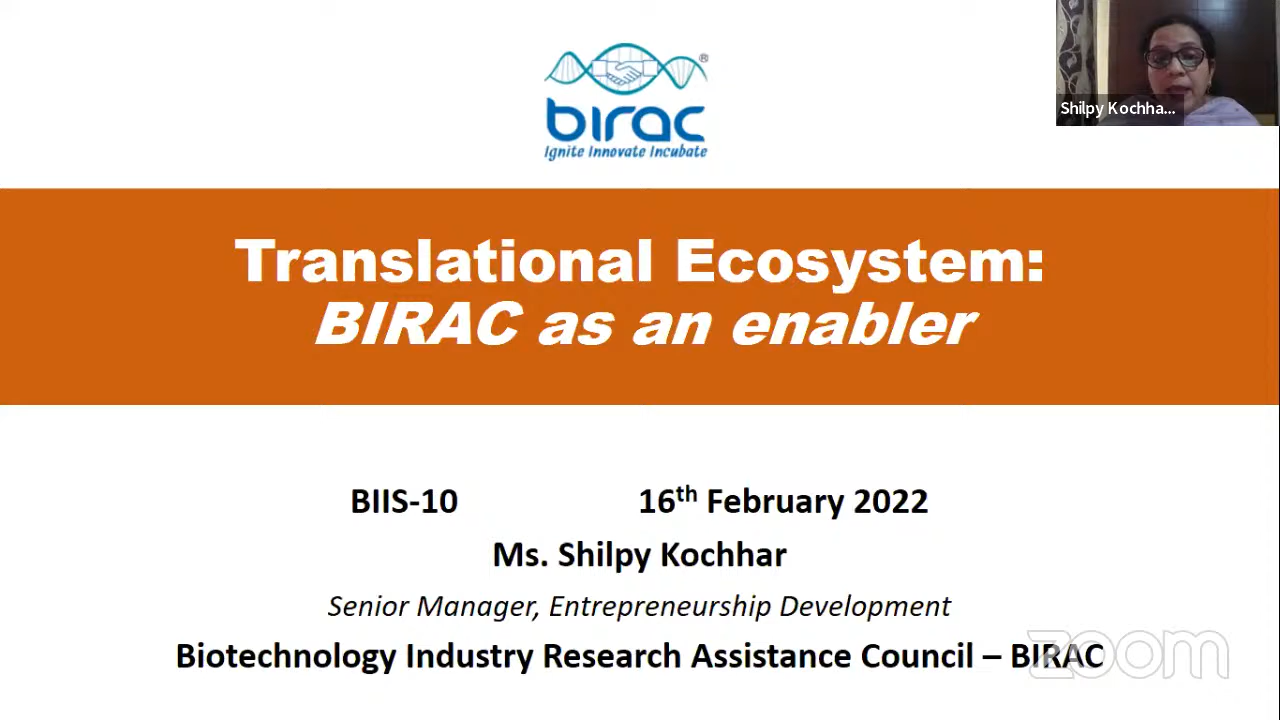 birac®
Ignite Innovate Incubate
Shilpy Kochha...
Translational Ecosystem:
BIRAC as an enabler
BIIS-10 16th February 2022
Ms. Shilpy Kochhar
Senior Manager, Entrepreneurship Development
Biotechnology Industry Research Assistance Council – BIRAC
zoom